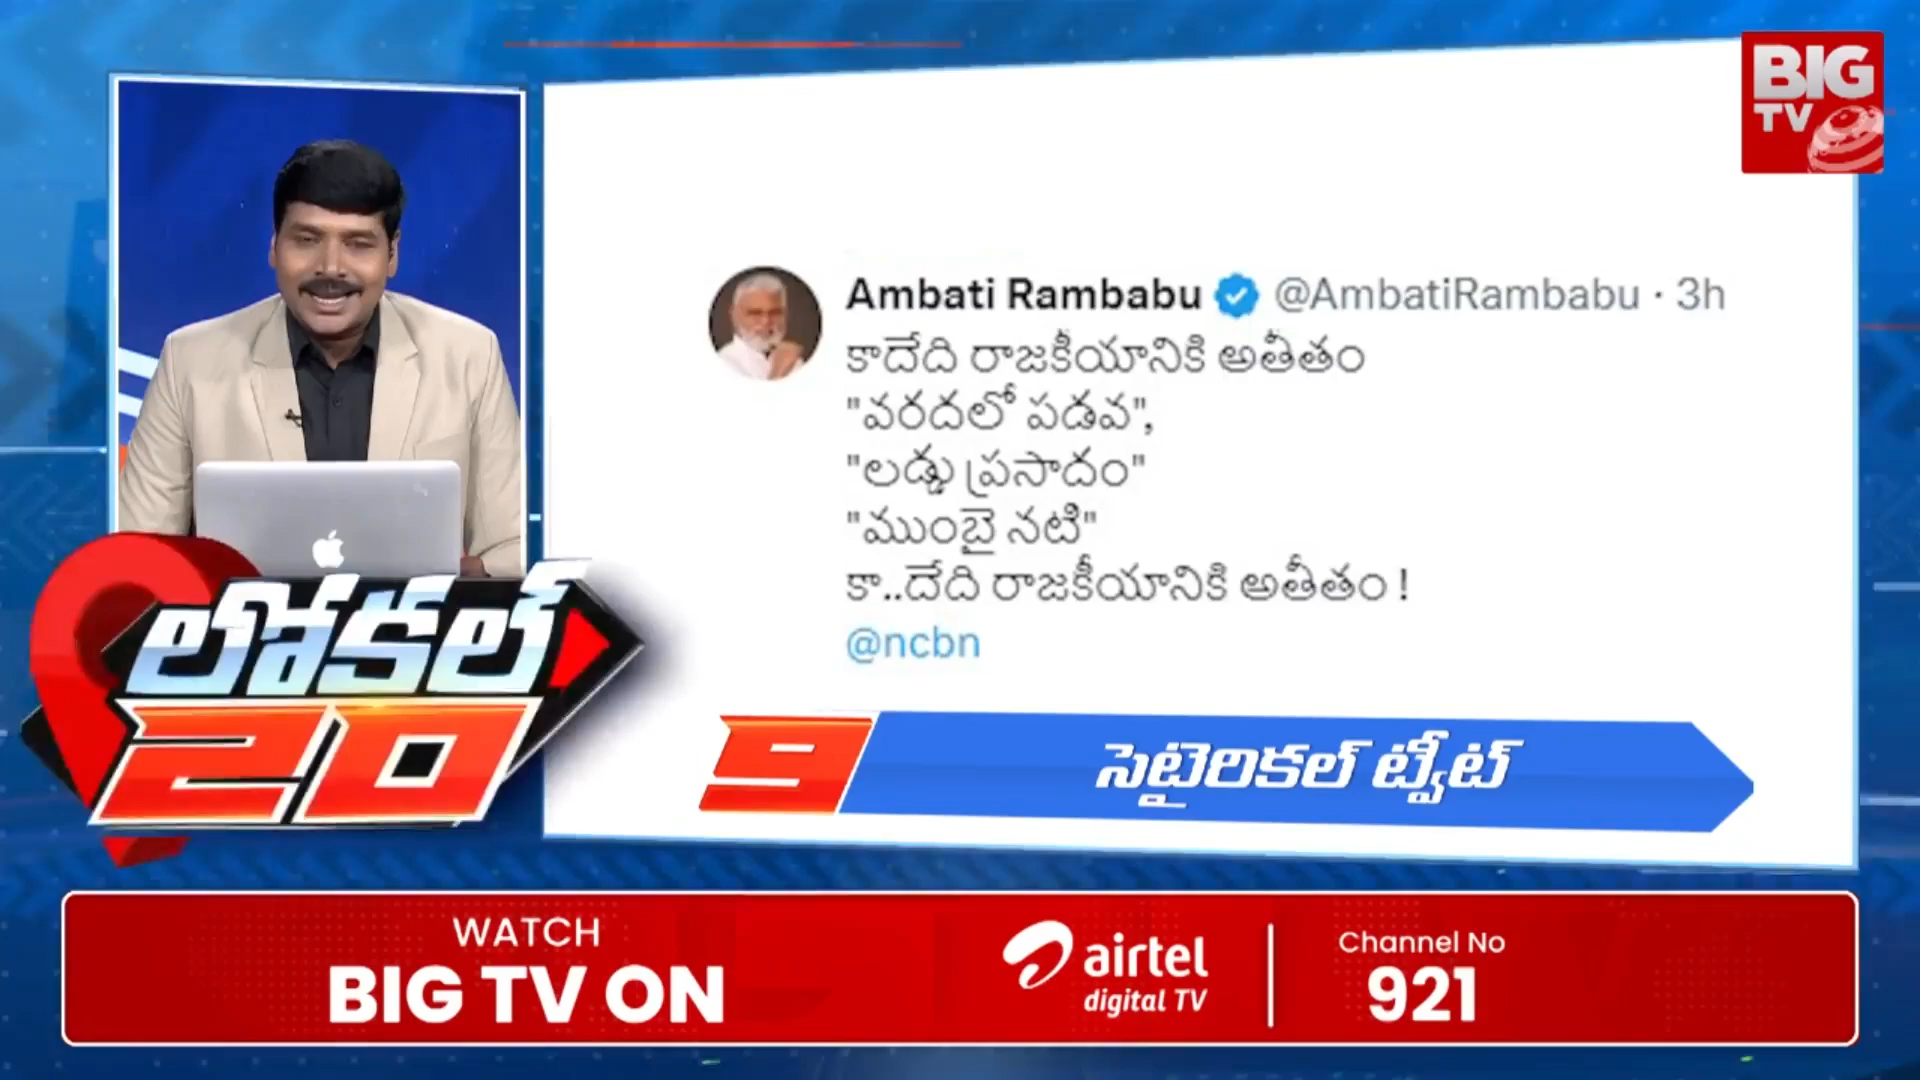 BIG
TV
Ambati Rambabu @AmbatiRambabu · 3h
కాదేది రాజకీయానికి అతీతం
"వరదలో పడవ",
"లడ్డు ప్రసాదం"
"ముంబై నటి"
కా..దేది రాజకీయానికి అతీతం !
@ncbn
లోకల్
20
9 సెటైరికల్ ట్వీట్
WATCH
BIG TV ON
airtel
digital TV
Channel No
921